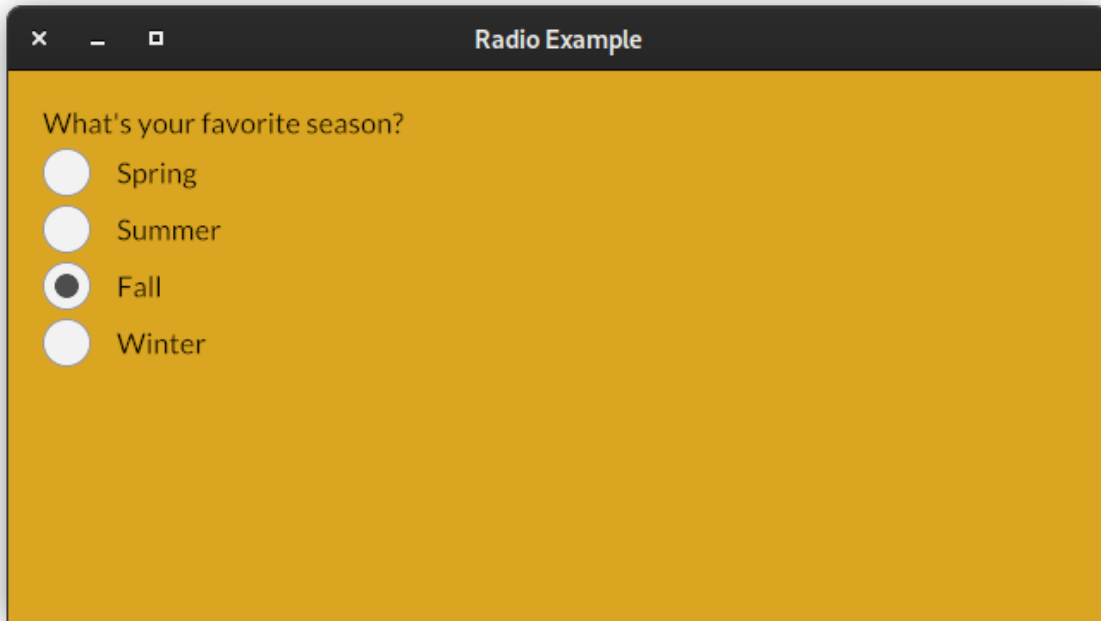 Radio Example
What's your favorite season?
Spring
Summer
Fall
Winter